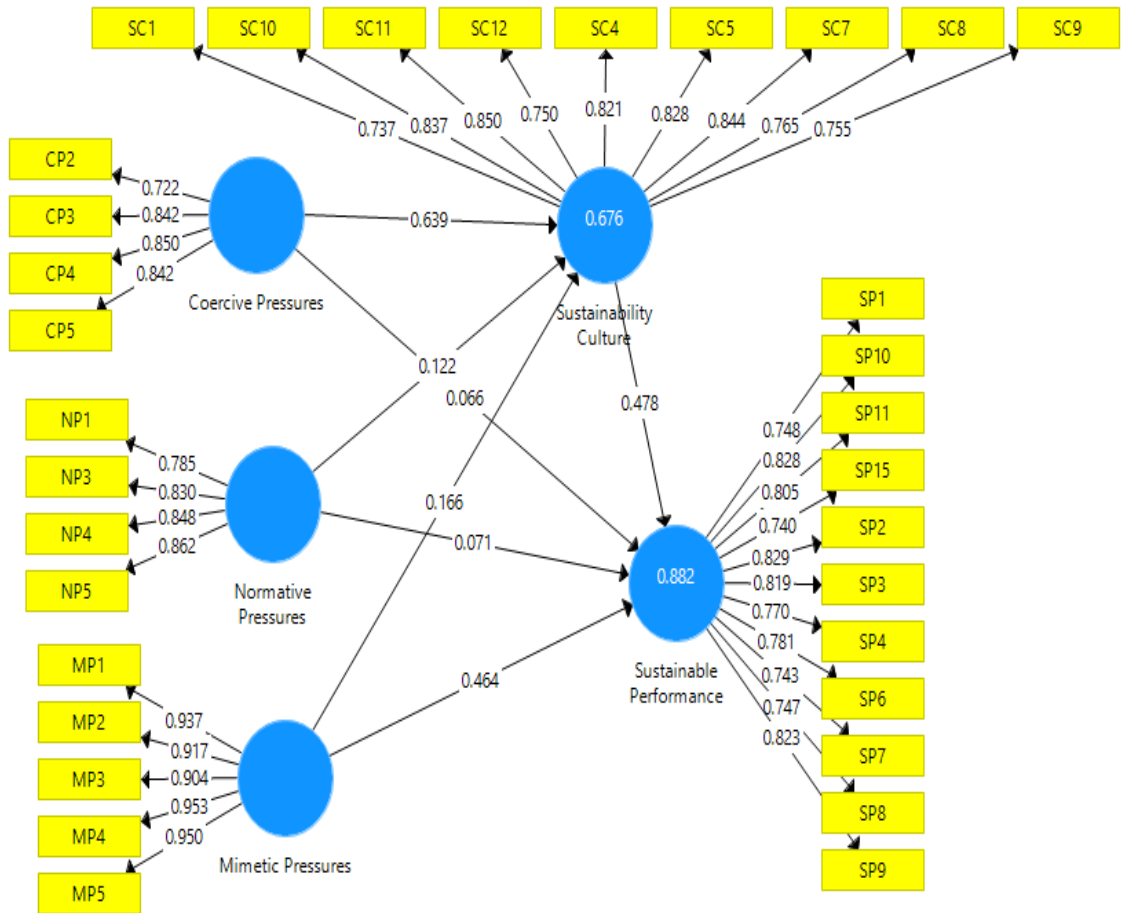 SC1 SC10 SC11 SC12 SC4 SC5 SC7 SC8 SC9
0.737 0.837 0.850 0.750 0.821 0.828 0.844 0.765 0.755
CP2
CP3
CP4
CP5
0.722
0.842
0.850
0.842
Coercive Pressures
0.639
0.676
Sustainability
Culture
0.122
0.066
0.478
NP1
NP3
NP4
NP5
0.785
0.830
0.848
0.862
Normative
Pressures
0.166
0.071
0.882
Sustainable
Performance
0.464
MP1
MP2
MP3
MP4
MP5
0.937
0.917
0.904
0.953
0.950
Mimetic Pressures
SP1
SP10
SP11
SP15
SP2
SP3
SP4
SP6
SP7
SP8
SP9
0.748
0.828
0.805
0.740
0.829
0.819
0.770
0.781
0.743
0.747
0.823